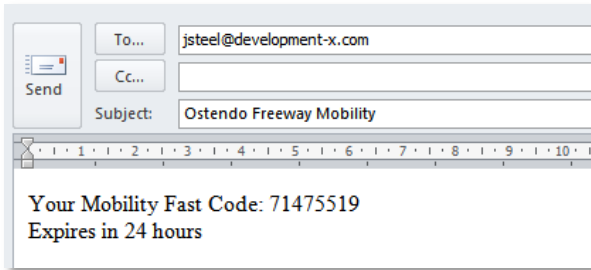 To...
jsteel@development-x.com
Cc...
Send
Subject:
Ostendo Freeway Mobility
1 2 3 4 5 6 7 8 9 10
Your Mobility Fast Code: 71475519
Expires in 24 hours